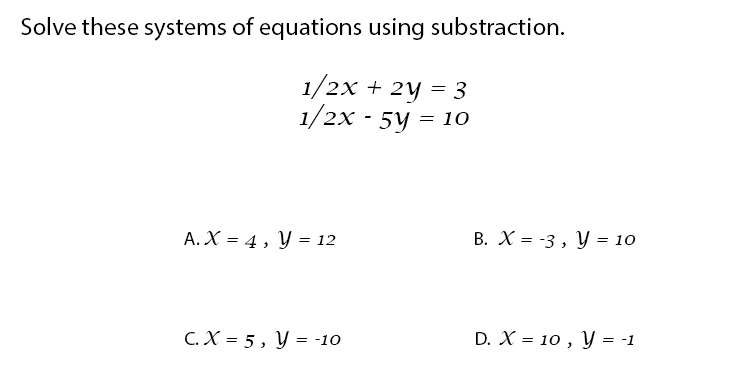 Solve these systems of equations using substraction.
1/2x + 2y = 3
1/2x - 5y = 10
A. X = 4 , Y = 12
B. X = -3 , Y = 10
C. X = 5 , Y = -10
D. X = 10 , Y = -1